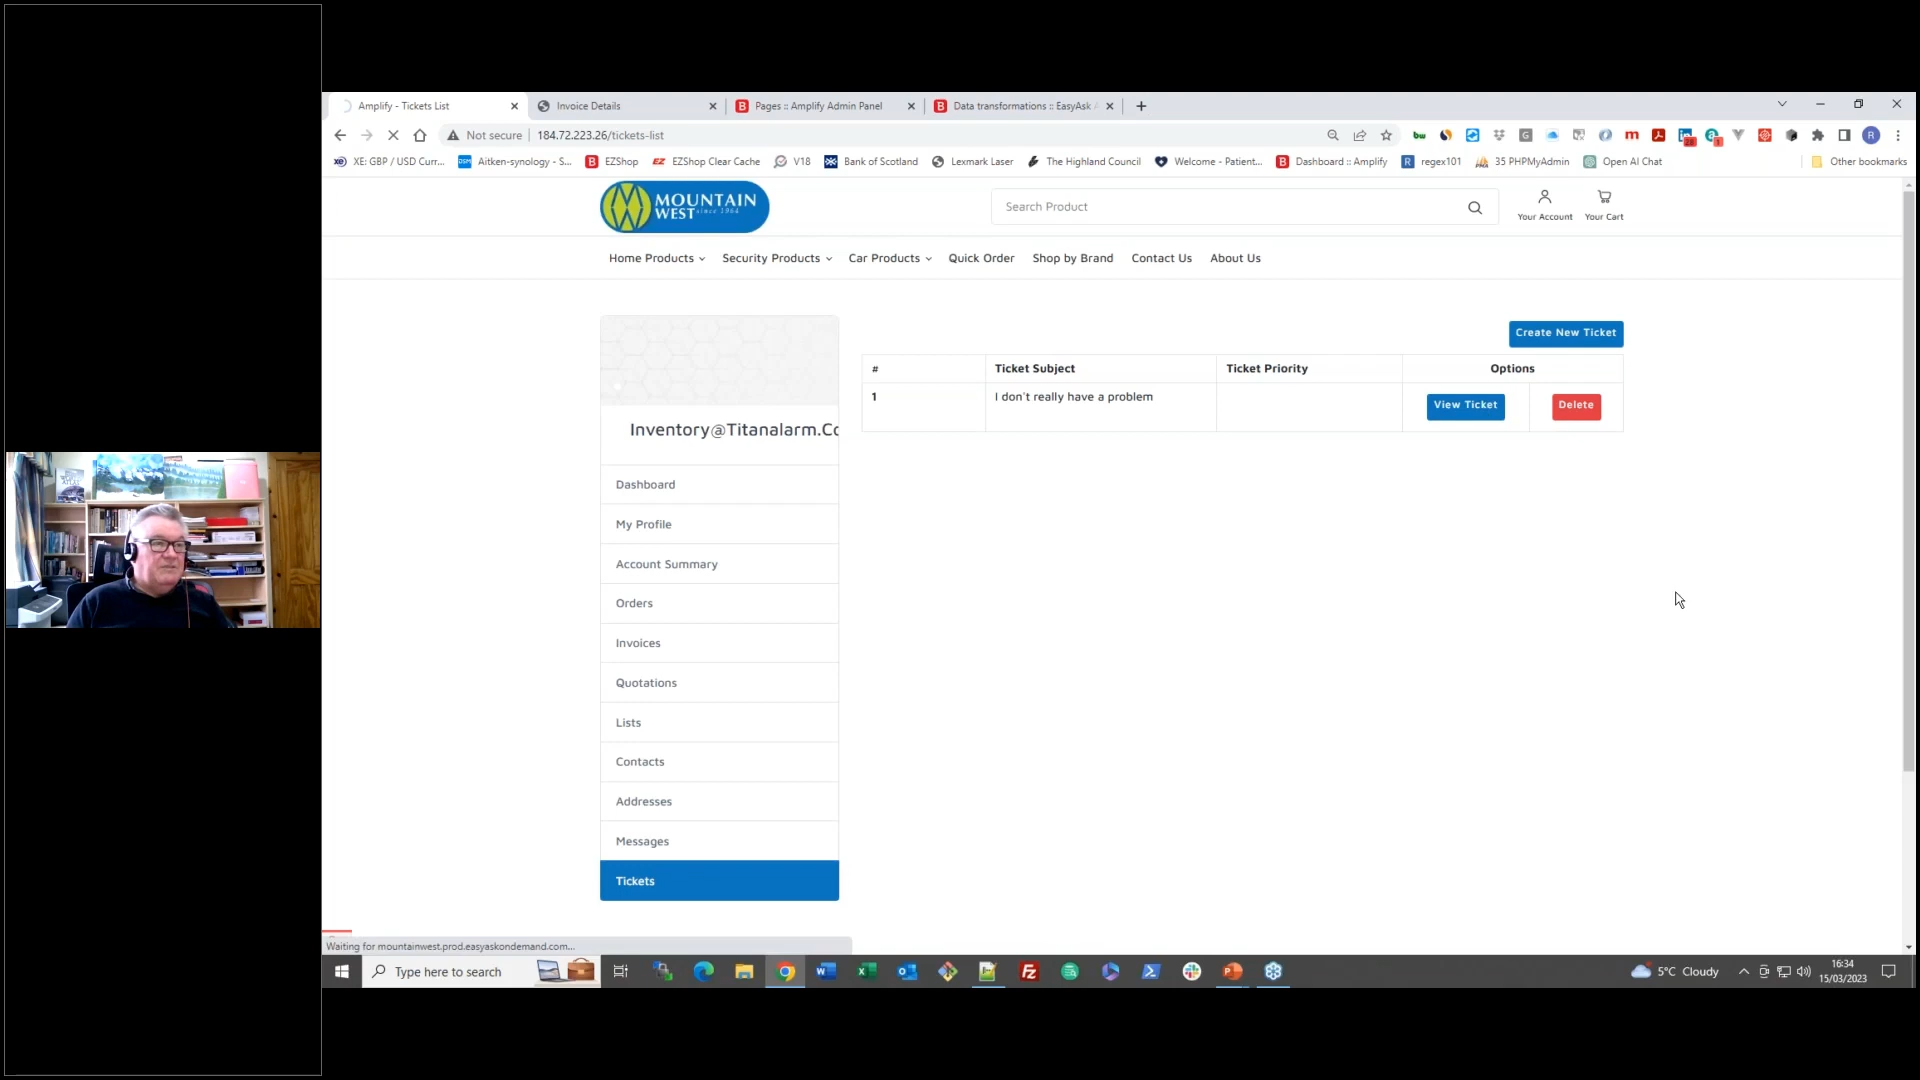 Amplify - Tickets List
Invoice Details
Pages :: Amplify Admin Panel
Data transformations :: EasyAsk
Not secure
184.72.223.26/tickets-list
XE: GBP / USD Curr...
Aitken-synology - S...
EZShop
EZShop Clear Cache
V18
Bank of Scotland
Lexmark Laser
The Highland Council
Welcome - Patient...
Dashboard :: Amplify
regex101
35 PHPMyAdmin
Open AI Chat
Other bookmarks
MOUNTAIN
WEST since 1964
Search Product
Your Account
Your Cart
Home Products
Security Products
Car Products
Quick Order
Shop by Brand
Contact Us
About Us
Create New Ticket
# Ticket Subject Ticket Priority Options
1 I don't really have a problem View Ticket Delete
Inventory@Titanalarm.Co
Dashboard
My Profile
Account Summary
Orders
Invoices
Quotations
Lists
Contacts
Addresses
Messages
Tickets
Waiting for mountainwest.prod.easyaskondemand.com...
Type here to search
5°C Cloudy
16:34
15/03/2023